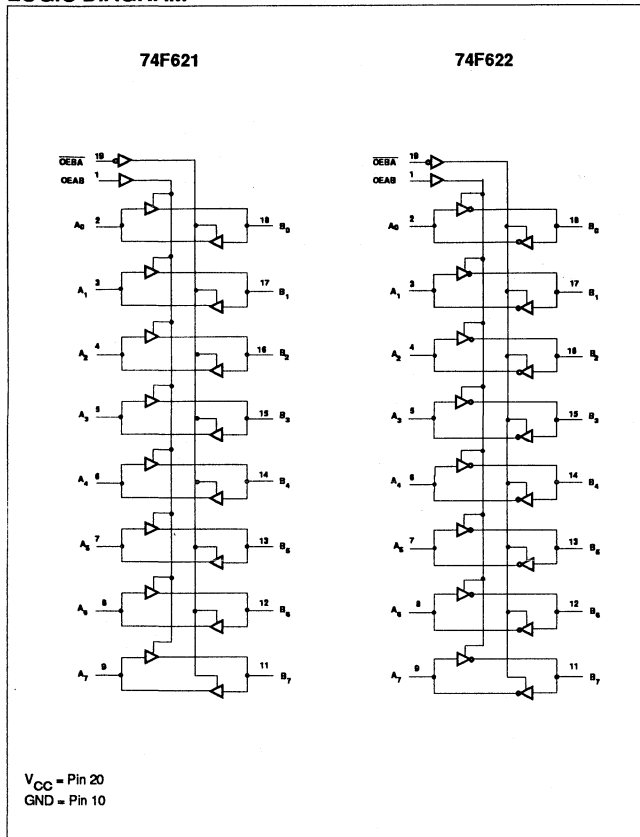 LOGIC DIAGRAM
74F621
74F622
OEBA 19
OEAB 1
A0 2 18 B0
A1 3 17 B1
A2 4 16 B2
A3 5 15 B3
A4 6 14 B4
A5 7 13 B5
A6 8 12 B6
A7 9 11 B7
OEBA 19
OEAB 1
A0 2 18 B0
A1 3 17 B1
A2 4 16 B2
A3 5 15 B3
A4 6 14 B4
A5 7 13 B5
A6 8 12 B6
A7 9 11 B7
VCC = Pin 20
GND = Pin 10